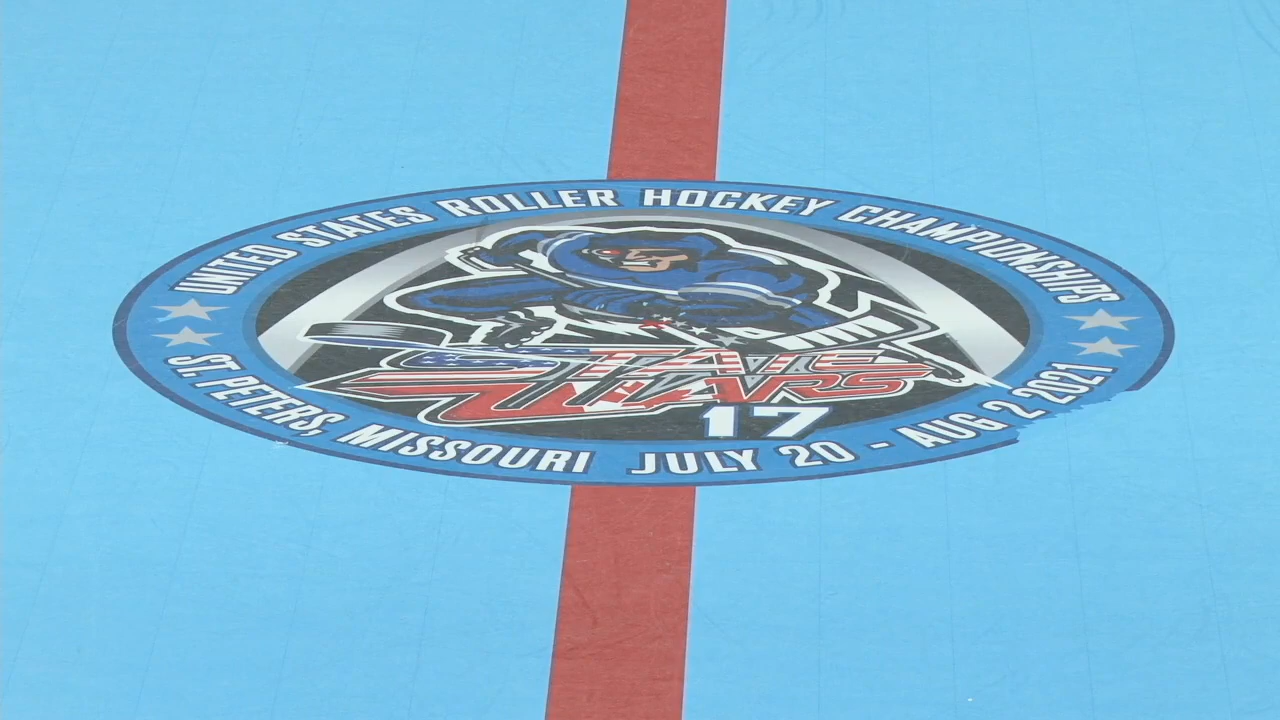 UNITED STATES ROLLER HOCKEY CHAMPIONSHIPS
STATE
WARS
17
ST. PETERS, MISSOURI JULY 20 - AUG 2 2021